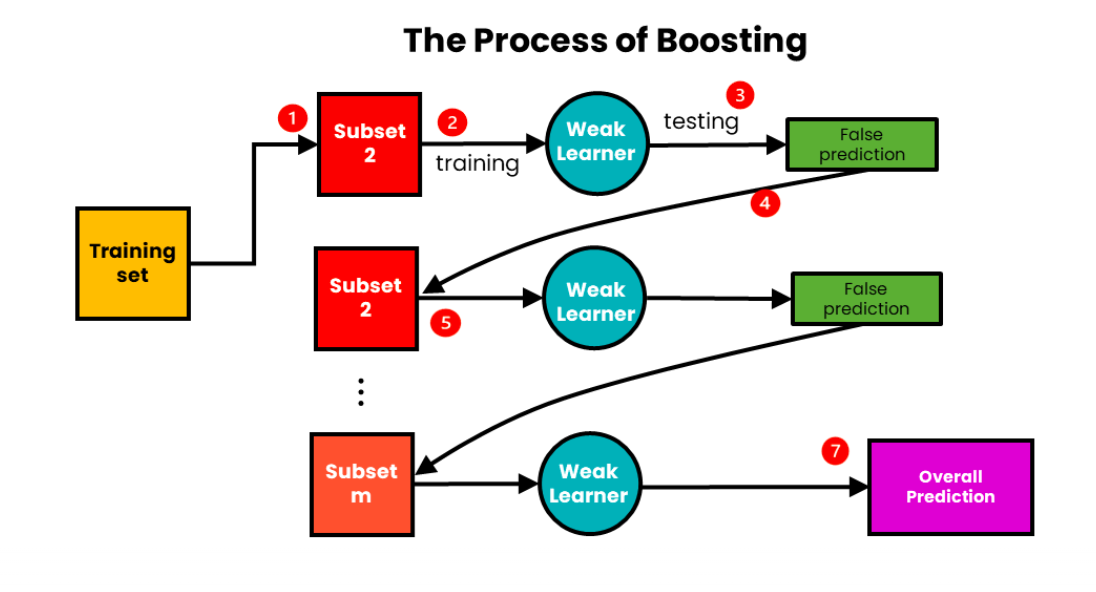 The Process of Boosting
1
Subset
2
2
training
Weak
Learner
3
testing
False
prediction
4
Training
set
Subset
2
5
Weak
Learner
False
prediction
Subset
m
Weak
Learner
7
Overall
Prediction